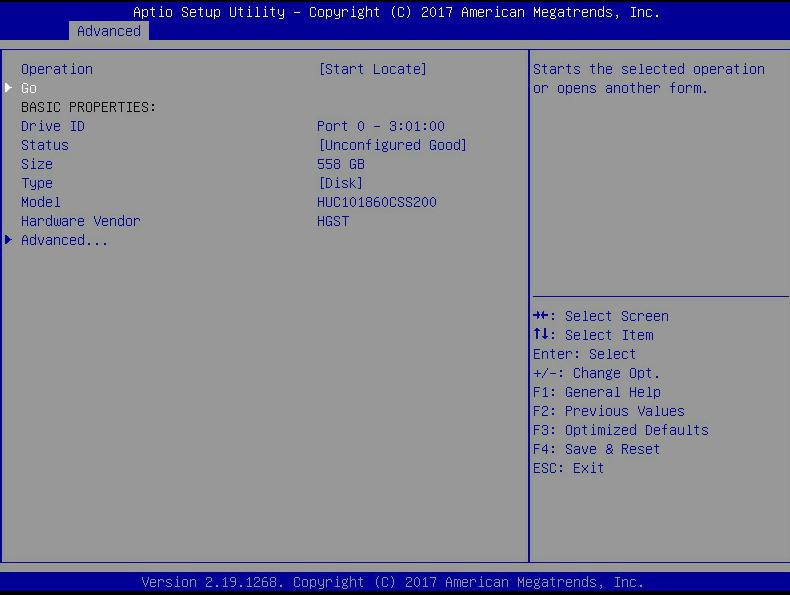 Aptio Setup Utility – Copyright (C) 2017 American Megatrends, Inc.
Advanced
Operation [Start Locate]
Go
BASIC PROPERTIES:
Drive ID Port 0 – 3:01:00
Status [Unconfigured Good]
Size 558 GB
Type [Disk]
Model HUC101860CSS200
Hardware Vendor HGST
Advanced...
Starts the selected operation
or opens another form.
→←: Select Screen
↑↓: Select Item
Enter: Select
+/-: Change Opt.
F1: General Help
F2: Previous Values
F3: Optimized Defaults
F4: Save & Reset
ESC: Exit
Version 2.19.1268. Copyright (C) 2017 American Megatrends, Inc.